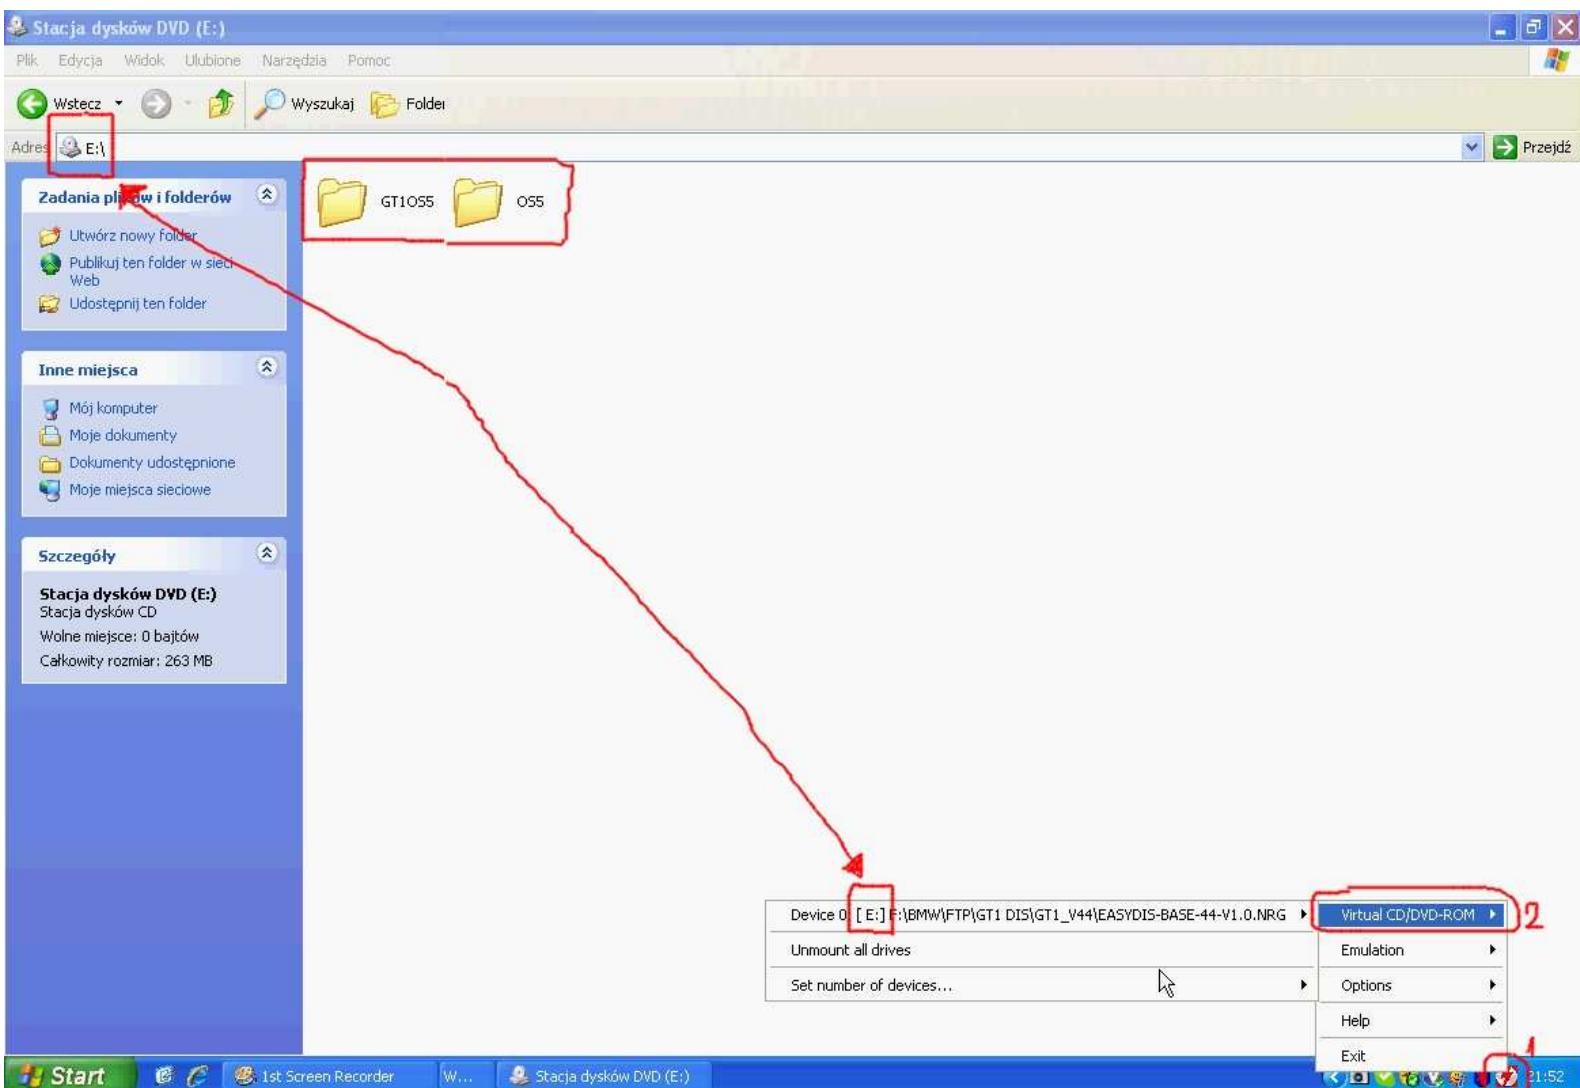 Stacja dysków DVD (E:)
Plik Edycja Widok Ulubione Narzędzia Pomoc
Wstecz Wyszukaj Folder
Adres E:\ Przejdź
Zadania plików i folderów
Utwórz nowy folder
Publikuj ten folder w sieci
Web
Udostępnij ten folder
GT1OS5 OS5
Inne miejsca
Mój komputer
Moje dokumenty
Dokumenty udostępnione
Moje miejsca sieciowe
Szczegóły
Stacja dysków DVD (E:)
Stacja dysków CD
Wolne miejsce: 0 bajtów
Całkowity rozmiar: 263 MB
Device 0: [ E:] F:\BMW\FTP\GT1 DIS\GT1_V44\EASYDIS-BASE-44-V1.0.NRG
Unmount all drives
Set number of devices...
Virtual CD/DVD-ROM 2
Emulation
Options
Help
Exit 1
Start 1st Screen Recorder W... Stacja dysków DVD (E:) 21:52